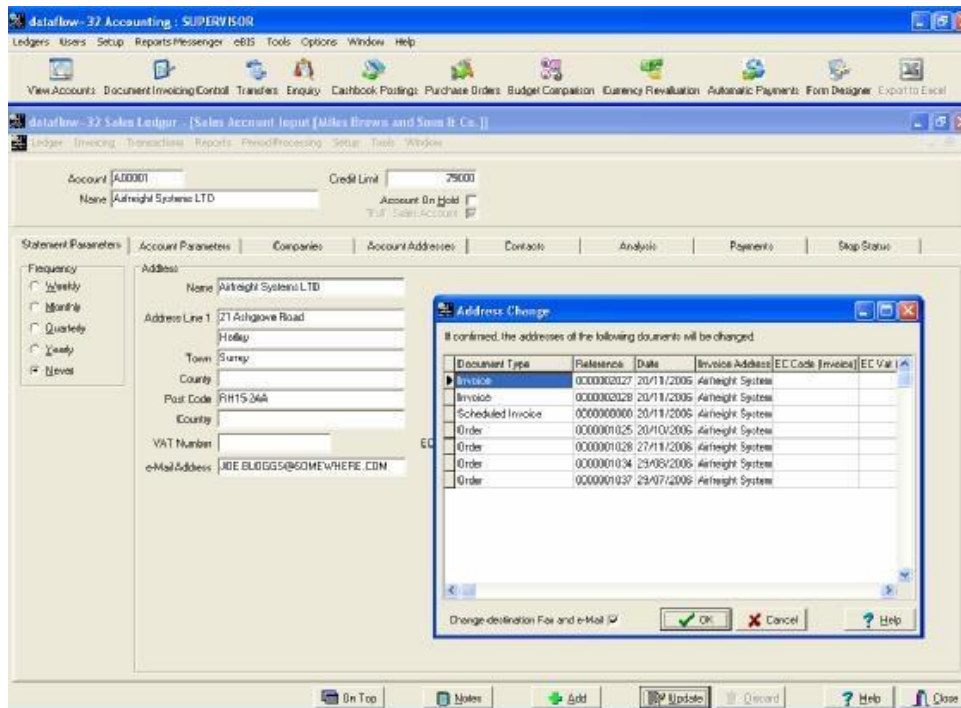 dataflow-32 Accounting : SUPERVISOR
Ledgers Users Setup Reports Messenger eBIS Tools Options Window Help
View Accounts Document Invoicing Control Transfers Enquiry Cashbook Postings Purchase Orders Budget Comparison Currency Revaluation Automatic Payments Form Designer Export to Excel
dataflow-32 Sales Ledger - [Sales Account Input [Miles Brown and Sons & Co.]]
Ledger Invoicing Transactions Reports Period Processing Setup Tools Window
Account A00001 Credit Limit 79000
Name Airfreight Systems LTD Account On Hold
"Full" Sales Account
Statement Parameters Account Parameters Companies Account Addresses Contacts Analysis Payments Stop Status
Frequency
Weekly
Monthly
Quarterly
Yearly
Never
Address
Name Airfreight Systems LTD
Address Line 1 21 Ashgrove Road
Horley
Town Surrey
County
Post Code RH15 2AA
Country
VAT Number EC
e-Mail Address JOE.BLOGGS@SOMEWHERE.COM
Address Change
If confirmed, the addresses of the following douments will be changed.
Document Type Reference Date Invoice Address EC Code (Invoice) EC Vat
Invoice 0000002027 20/11/2006 Airfreight System
Invoice 0000002028 20/11/2006 Airfreight System
Scheduled Invoice 0000000000 20/11/2006 Airfreight System
Order 0000001025 20/10/2006 Airfreight System
Order 0000001028 27/11/2006 Airfreight System
Order 0000001034 29/08/2006 Airfreight System
Order 0000001037 29/07/2006 Airfreight System
Change destination Fax and e-Mail OK Cancel Help
On Top Notes Add Update Discard Help Close